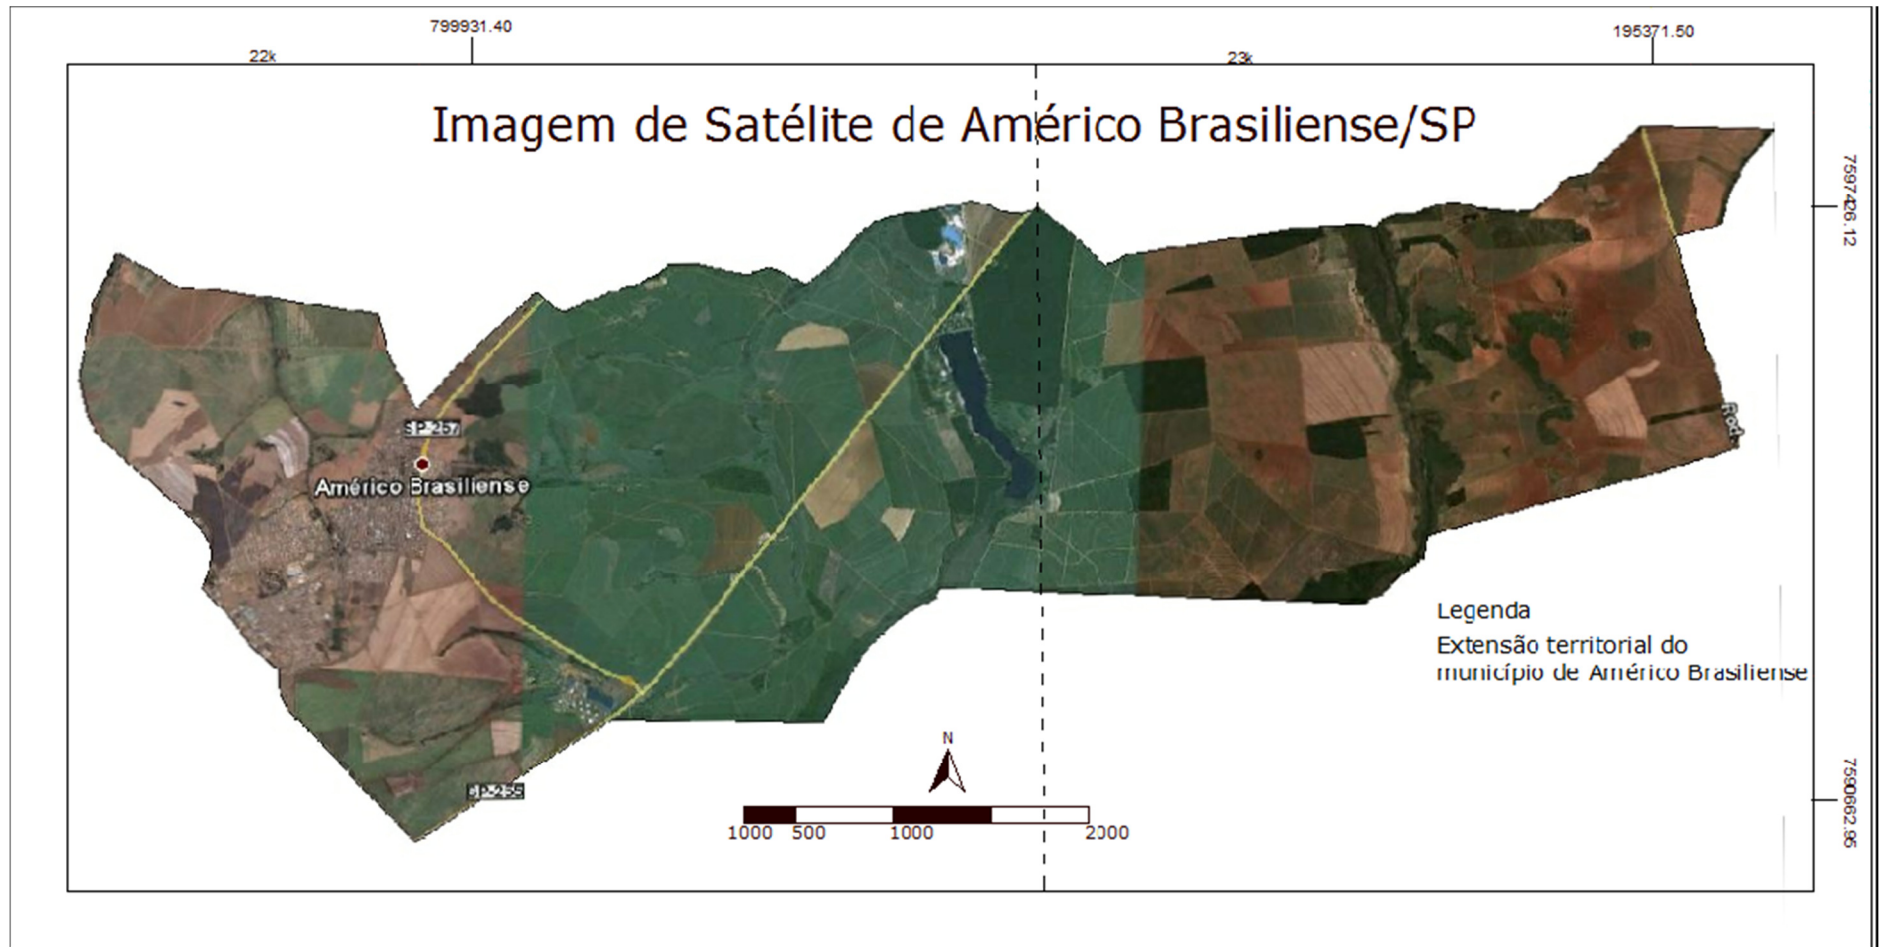 799931.40
195371.50
22k
23k
Imagem de Satélite de Américo Brasiliense/SP
7597426.12
SP-257
Américo Brasiliense
Rod.
Legenda
Extensão territorial do
município de Américo Brasiliense
N
SP-255
1000 500 1000 2000
7590662.95